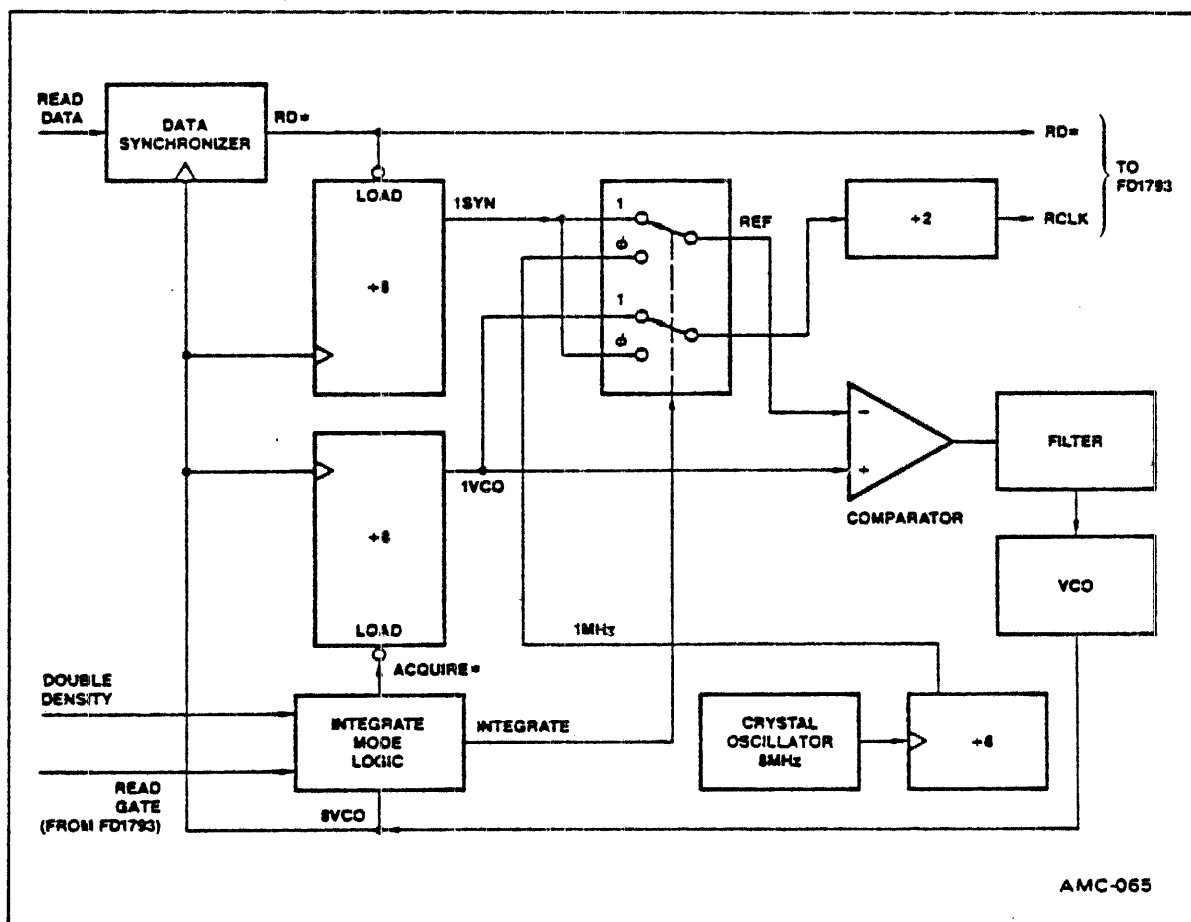 READ
DATA
DATA
SYNCHRONIZER
RD*
RD*
TO
FD1793
LOAD
÷8
1SYN
1
Ø
1
Ø
REF
÷2
RCLK
÷8
LOAD
1VCO
−
+
COMPARATOR
FILTER
VCO
1MHz
ACQUIRE*
DOUBLE
DENSITY
INTEGRATE
MODE
LOGIC
INTEGRATE
CRYSTAL
OSCILLATOR
8MHz
÷8
READ
GATE
(FROM FD1793)
8VCO
AMC-065